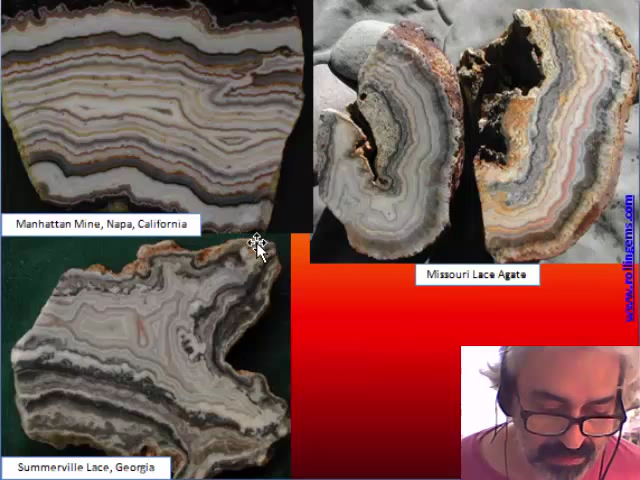 Manhattan Mine, Napa, California
Missouri Lace Agate
www.rollingems.com
Summerville Lace, Georgia